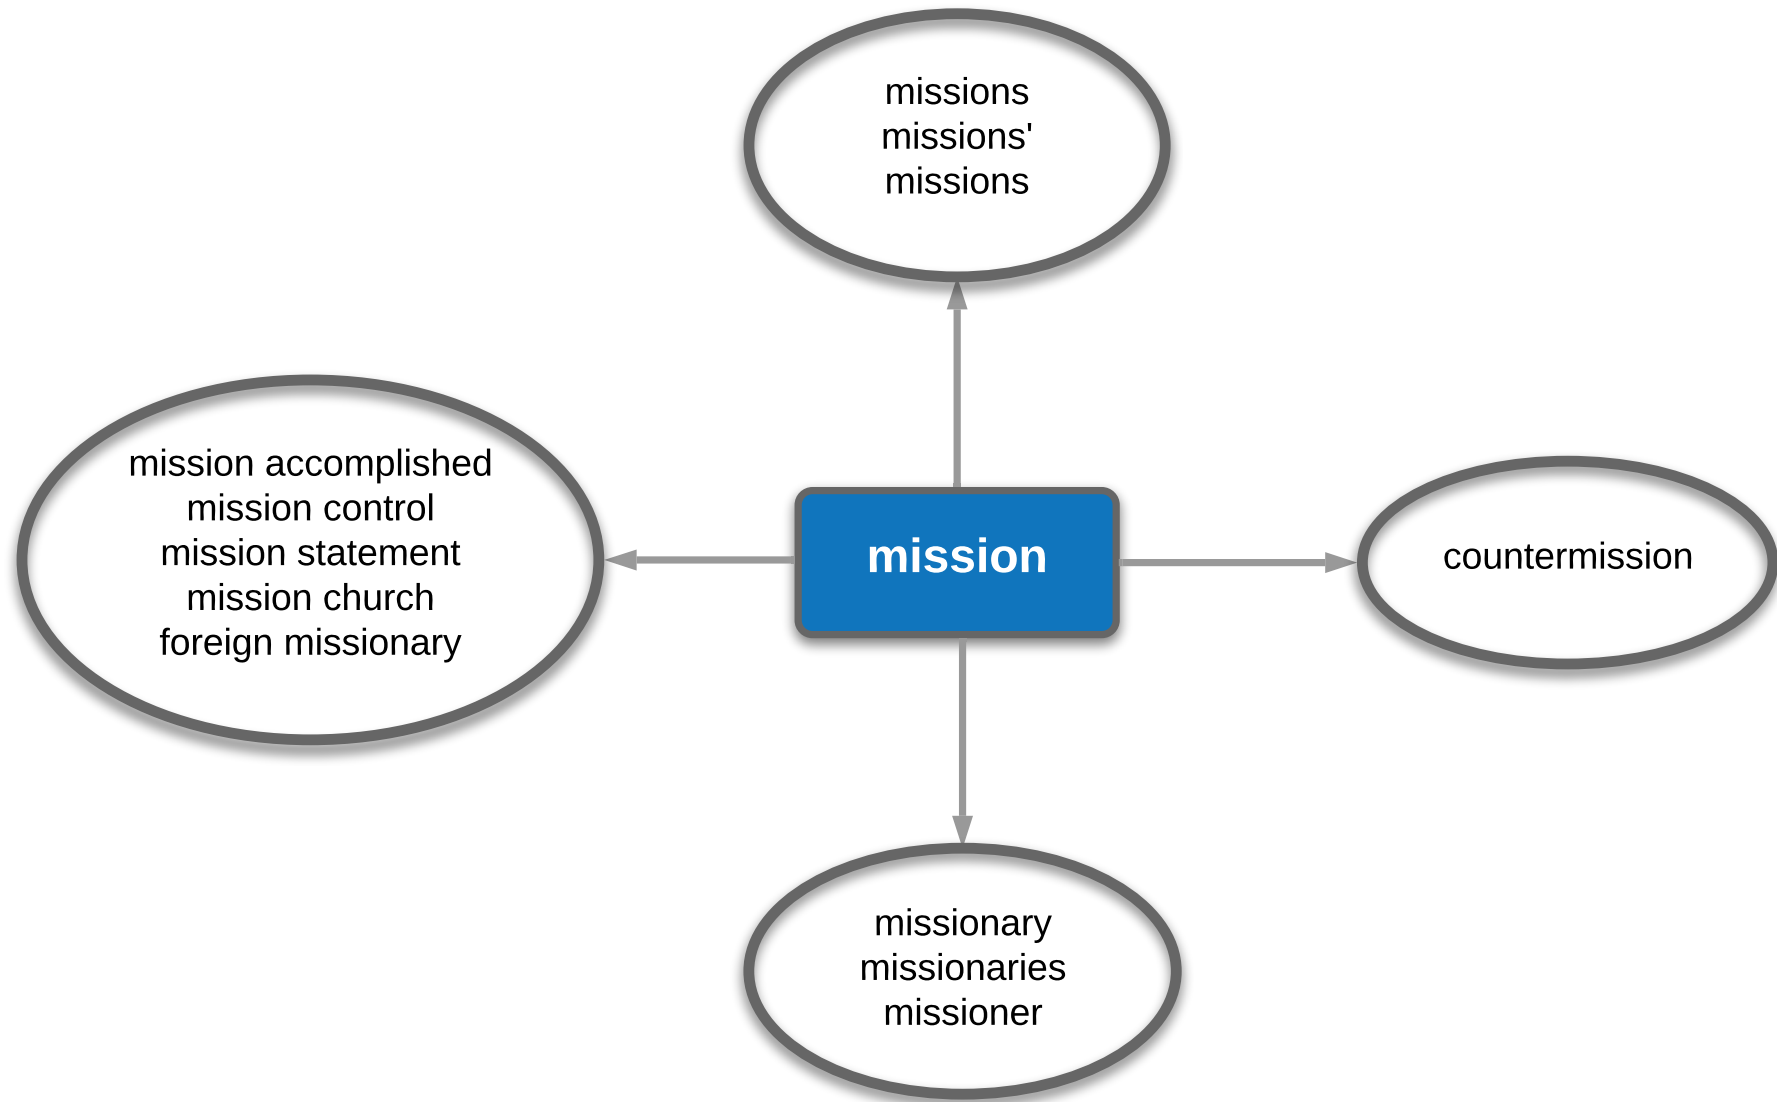 missions
missions'
missions
mission accomplished
mission control
mission statement
mission church
foreign missionary
mission
countermission
missionary
missionaries
missioner